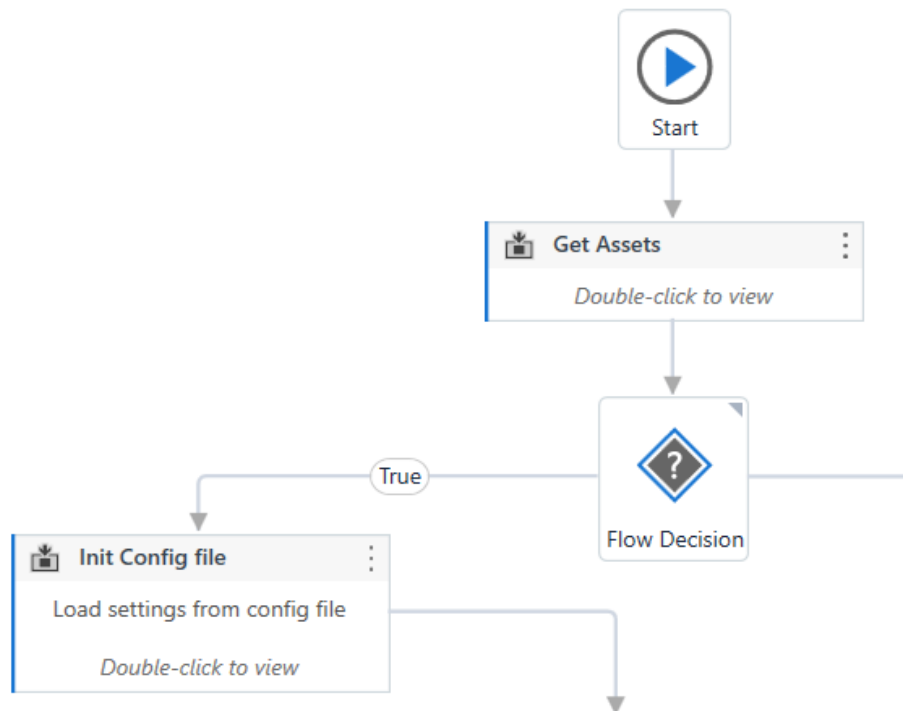 Start
Get Assets
Double-click to view
?
Flow Decision
True
Init Config file
Load settings from config file
Double-click to view